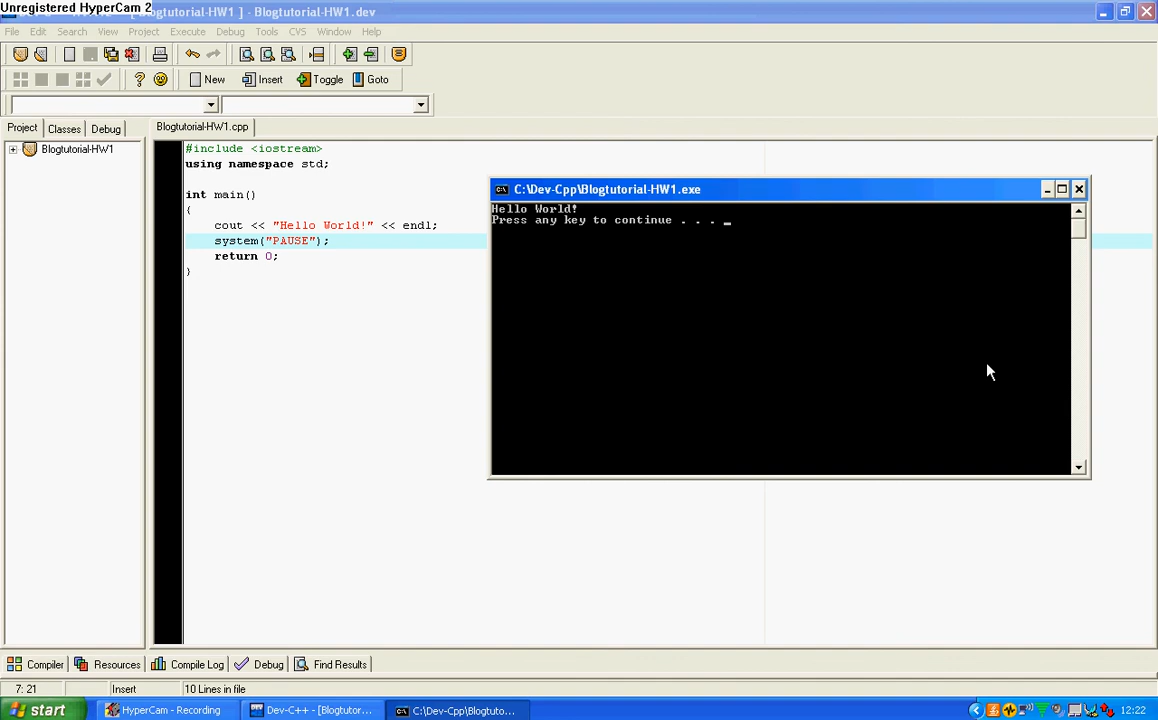 Unregistered HyperCam 2
[ Blogtutorial-HW1 ] - Blogtutorial-HW1.dev
File Edit Search View Project Execute Debug Tools CVS Window Help
New Insert Toggle Goto
Project Classes Debug
Blogtutorial-HW1.cpp
Blogtutorial-HW1
#include <iostream>
using namespace std;
int main()
{
cout << "Hello World!" << endl;
system("PAUSE");
return 0;
}
C:\Dev-Cpp\Blogtutorial-HW1.exe
Hello World!
Press any key to continue . . . _
Compiler Resources Compile Log Debug Find Results
7: 21 Insert 10 Lines in file
start HyperCam - Recording Dev-C++ - [Blogtutor... C:\Dev-Cpp\Blogtuto... 12:22